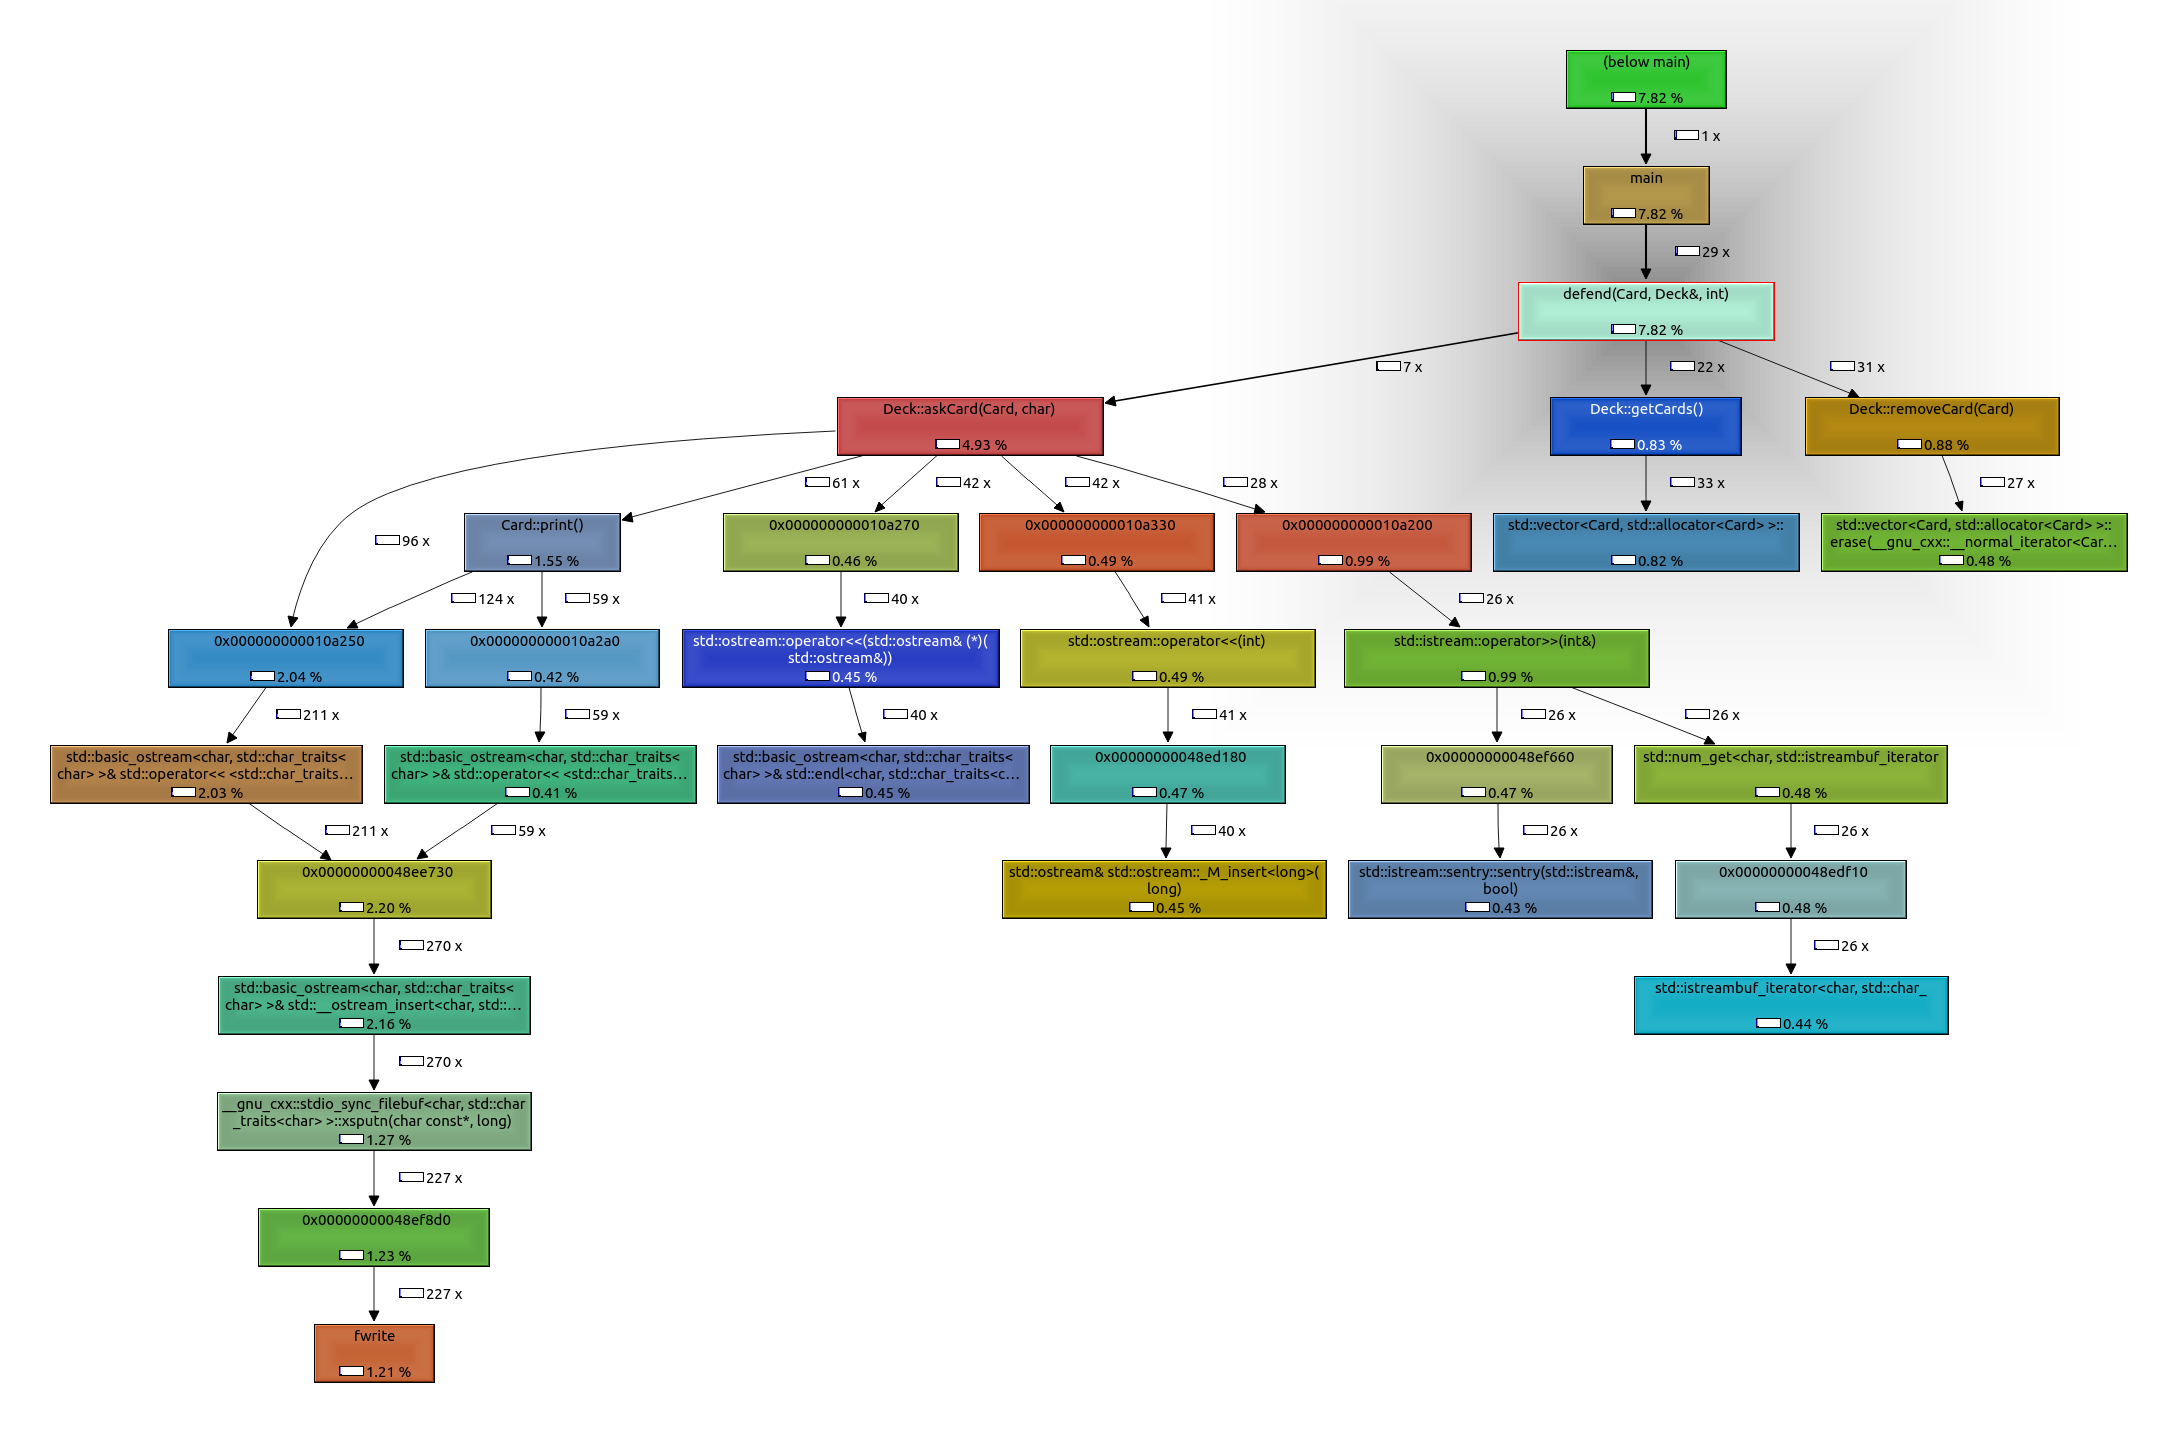 (below main)
7.82 %
1 x
main
7.82 %
29 x
defend(Card, Deck&, int)
7.82 %
7 x
22 x
31 x
Deck::askCard(Card, char)
4.93 %
Deck::getCards()
0.83 %
Deck::removeCard(Card)
0.88 %
61 x
42 x
42 x
28 x
33 x
27 x
96 x
Card::print()
1.55 %
0x000000000010a270
0.46 %
0x000000000010a330
0.49 %
0x000000000010a200
0.99 %
std::vector<Card, std::allocator<Card> >::
0.82 %
std::vector<Card, std::allocator<Card> >::
erase(__gnu_cxx::__normal_iterator<Car...
0.48 %
124 x
59 x
40 x
41 x
26 x
0x000000000010a250
2.04 %
0x000000000010a2a0
0.42 %
std::ostream::operator<<(std::ostream& (*)(
std::ostream&))
0.45 %
std::ostream::operator<<(int)
0.49 %
std::istream::operator>>(int&)
0.99 %
211 x
59 x
40 x
41 x
26 x
26 x
std::basic_ostream<char, std::char_traits<
char> >& std::operator<< <std::char_traits...
2.03 %
std::basic_ostream<char, std::char_traits<
char> >& std::operator<< <std::char_traits...
0.41 %
std::basic_ostream<char, std::char_traits<
char> >& std::endl<char, std::char_traits<c...
0.45 %
0x00000000048ed180
0.47 %
0x00000000048ef660
0.47 %
std::num_get<char, std::istreambuf_iterator
0.48 %
211 x
59 x
40 x
26 x
26 x
0x00000000048ee730
2.20 %
std::ostream& std::ostream::_M_insert<long>(
long)
0.45 %
std::istream::sentry::sentry(std::istream&,
bool)
0.43 %
0x00000000048edf10
0.48 %
270 x
26 x
std::basic_ostream<char, std::char_traits<
char> >& std::__ostream_insert<char, std::...
2.16 %
std::istreambuf_iterator<char, std::char_
0.44 %
270 x
__gnu_cxx::stdio_sync_filebuf<char, std::char
_traits<char> >::xsputn(char const*, long)
1.27 %
227 x
0x00000000048ef8d0
1.23 %
227 x
fwrite
1.21 %